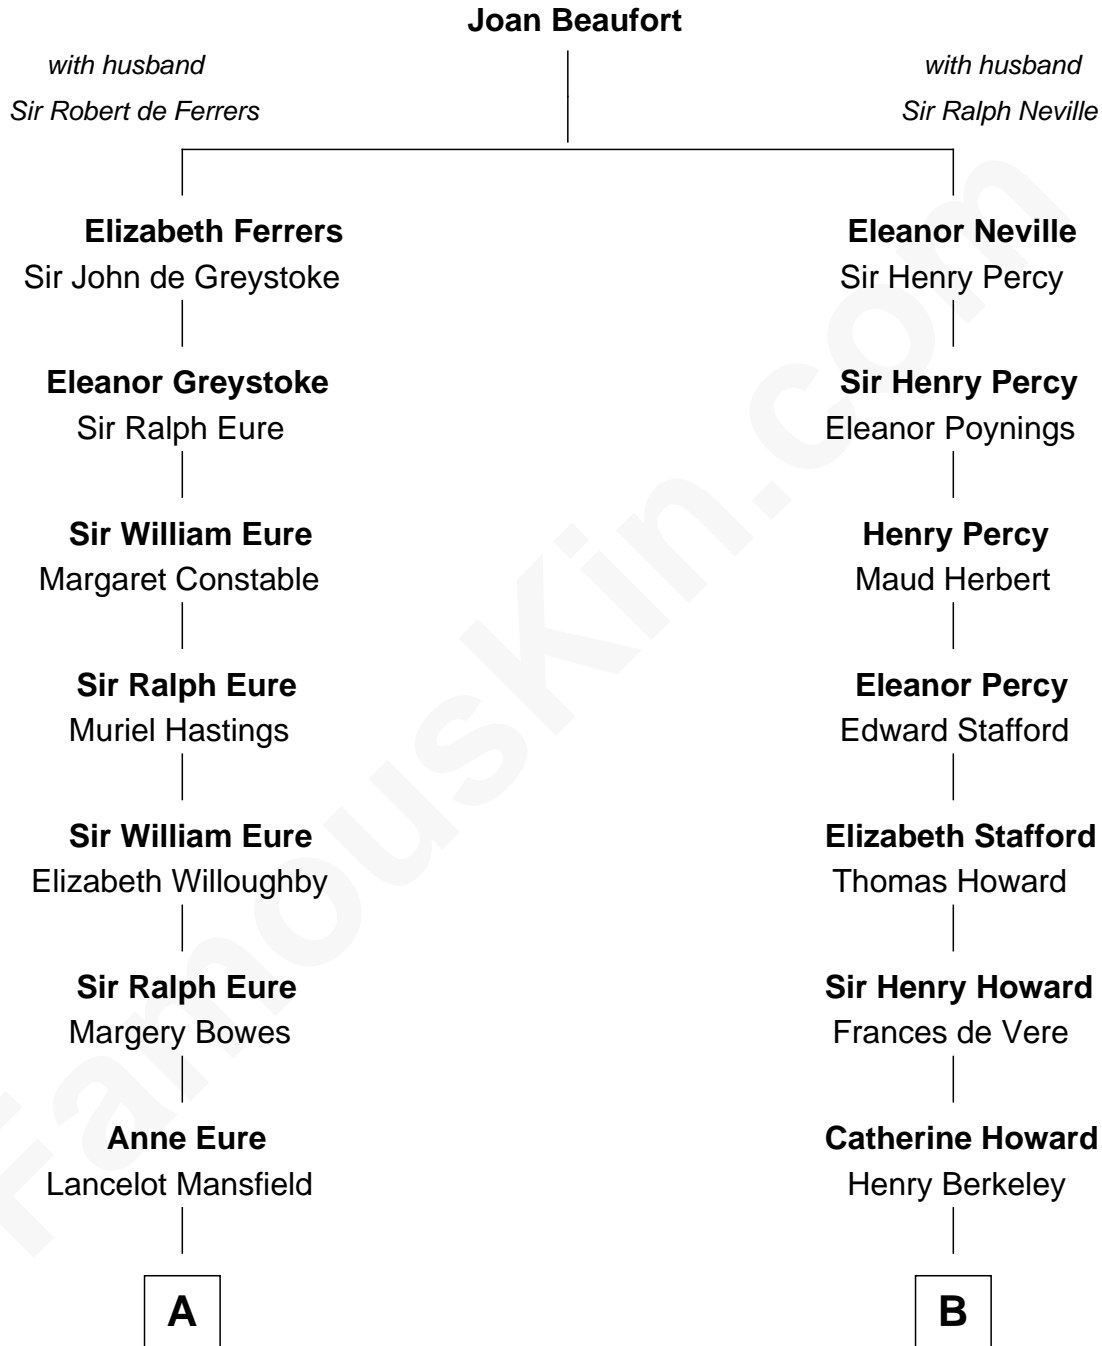 Joan Beaufort
with husband
Sir Robert de Ferrers
with husband
Sir Ralph Neville
Elizabeth Ferrers
Sir John de Greystoke
Eleanor Greystoke
Sir Ralph Eure
Sir William Eure
Margaret Constable
Sir Ralph Eure
Muriel Hastings
Sir William Eure
Elizabeth Willoughby
Sir Ralph Eure
Margery Bowes
Anne Eure
Lancelot Mansfield
A
Eleanor Neville
Sir Henry Percy
Sir Henry Percy
Eleanor Poynings
Henry Percy
Maud Herbert
Eleanor Percy
Edward Stafford
Elizabeth Stafford
Thomas Howard
Sir Henry Howard
Frances de Vere
Catherine Howard
Henry Berkeley
B
FamousKin.com